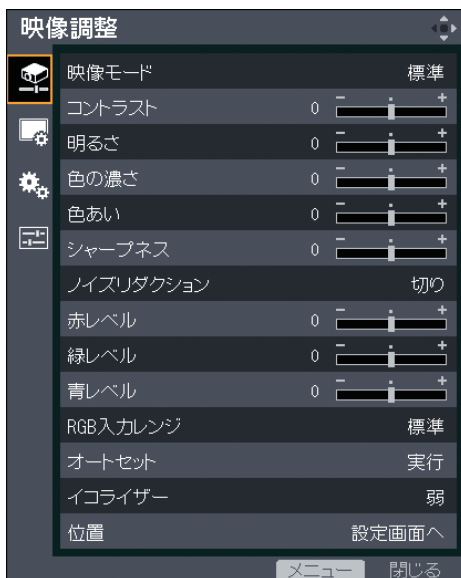 映像調整
映像モード 標準
コントラスト 0 - +
明るさ 0 - +
色の濃さ 0 - +
色あい 0 - +
シャープネス 0 - +
ノイズリダクション 切り
赤レベル 0 - +
緑レベル 0 - +
青レベル 0 - +
RGB入力レンジ 標準
オートセット 実行
イコライザー 弱
位置 設定画面へ
メニュー 閉じる